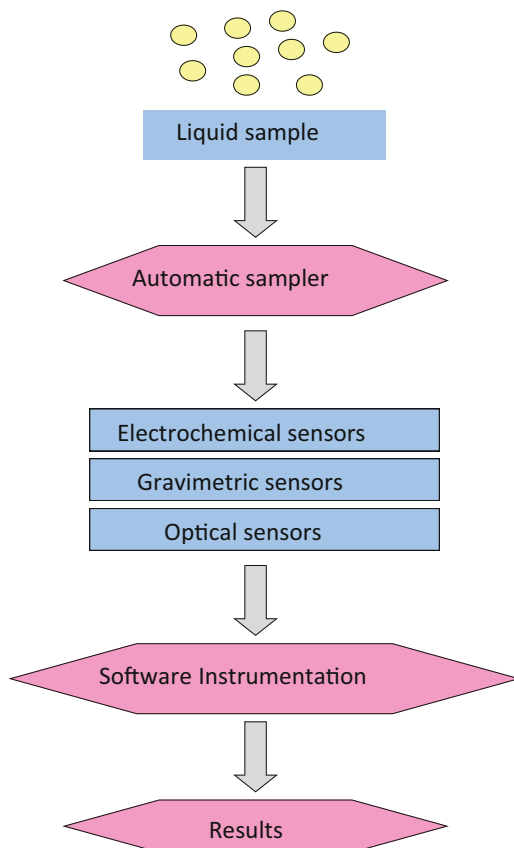 Liquid sample
Automatic sampler
Electrochemical sensors
Gravimetric sensors
Optical sensors
Software Instrumentation
Results